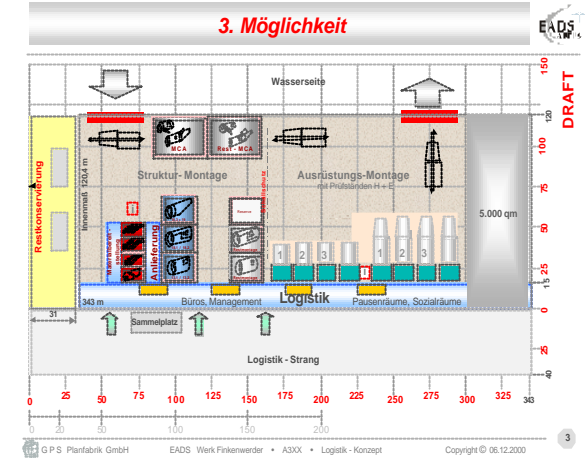 3. Möglichkeit
EADS
AIRBUS
Wasserseite
DRAFT
150
120
100
75
50
25
15
0
25
40
MCA
Rest - MCA
Struktur- Montage
Ausrüstungs-Montage
mit Prüfständen H + E
5.000 qm
Restkonservierung
Innenmaß 120,4 m
Materialbereit-
stellung
Anlieferung
Reserve
1 2 3
1 2 3
343 m
Büros, Management
Logistik
Pausenräume, Sozialräume
31
Sammelplatz
Logistik - Strang
0 25 50 75 100 125 150 175 200 225 250 275 300 325 343
0 20 50 100 150 200
3
G P S Planfabrik GmbH
EADS Werk Finkenwerder • A3XX • Logistik - Konzept
Copyright © 06.12.2000